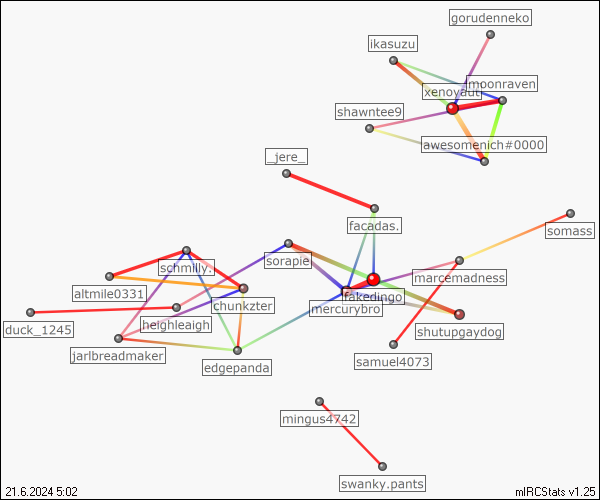 gorudenneko
ikasuzu
moonraven
xenoyaut
shawntee9
awesomenich#0000
_jere_
facadas.
somass
sorapie
schmilly.
marcemadness
altmile0331
chunkzter
fakedingo
mercurybro
duck_1245
heighleaigh
shutupgaydog
jarlbreadmaker
edgepanda
samuel4073
mingus4742
swanky.pants
21.6.2024 5:02
mIRCStats v1.25